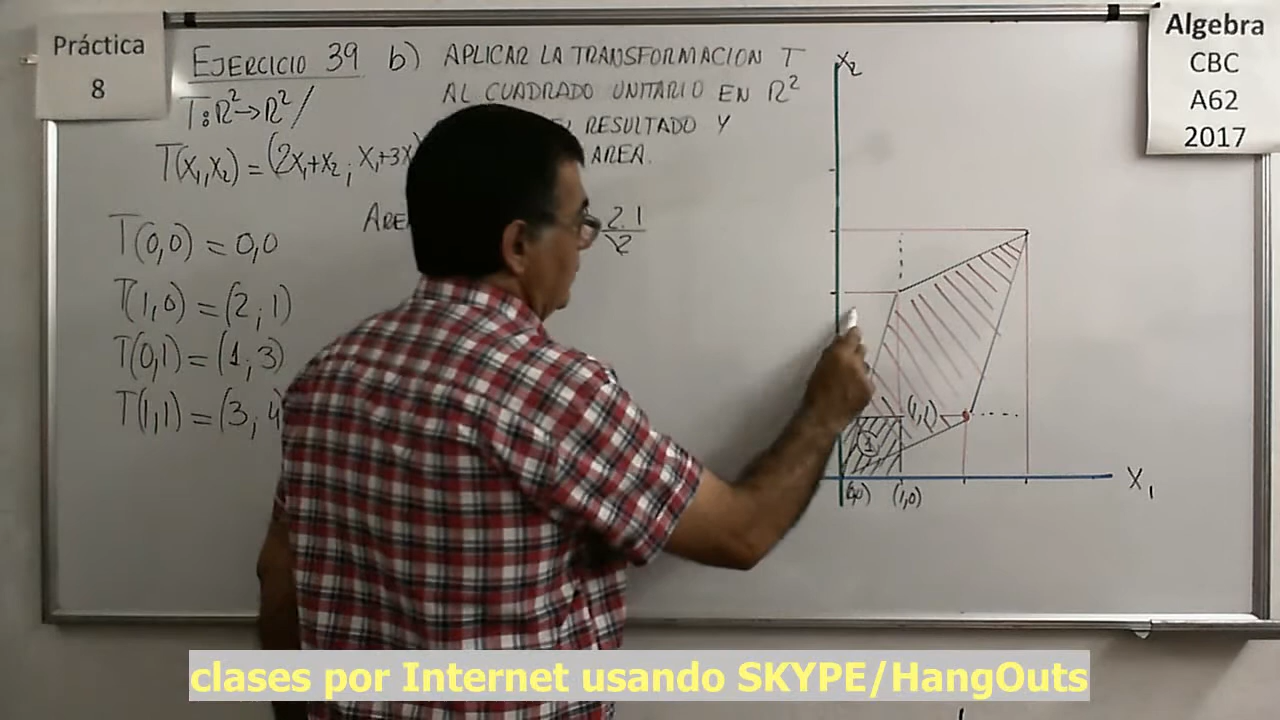 Práctica
8
Algebra
CBC
A62
2017
EJERCICIO 39 b) APLICAR LA TRANSFORMACION T
AL CUADRADO UNITARIO EN R²
RESULTADO Y
AREA.
T: R²→R² /
T(x₁,x₂) = (2x₁+x₂ ; x₁+3x
T(0,0) = 0,0
T(1,0) = (2;1)
T(0,1) = (1;3)
T(1,1) = (3;4
2.1
2
X₂
(1,1)
1
(0,0) (1,0)
X₁
clases por Internet usando SKYPE/HangOuts